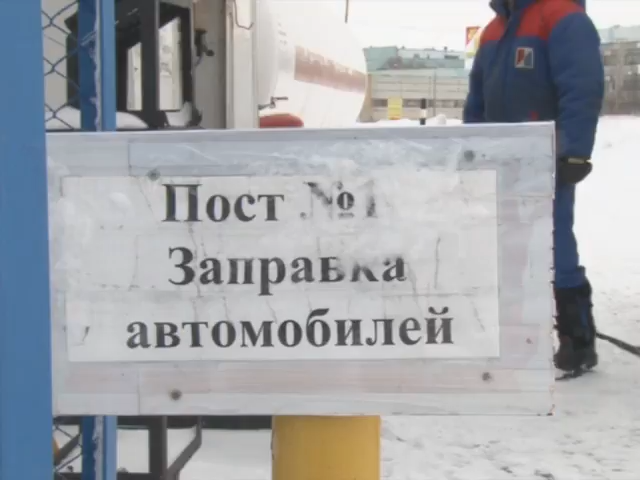 Пост №1
Заправка
автомобилей